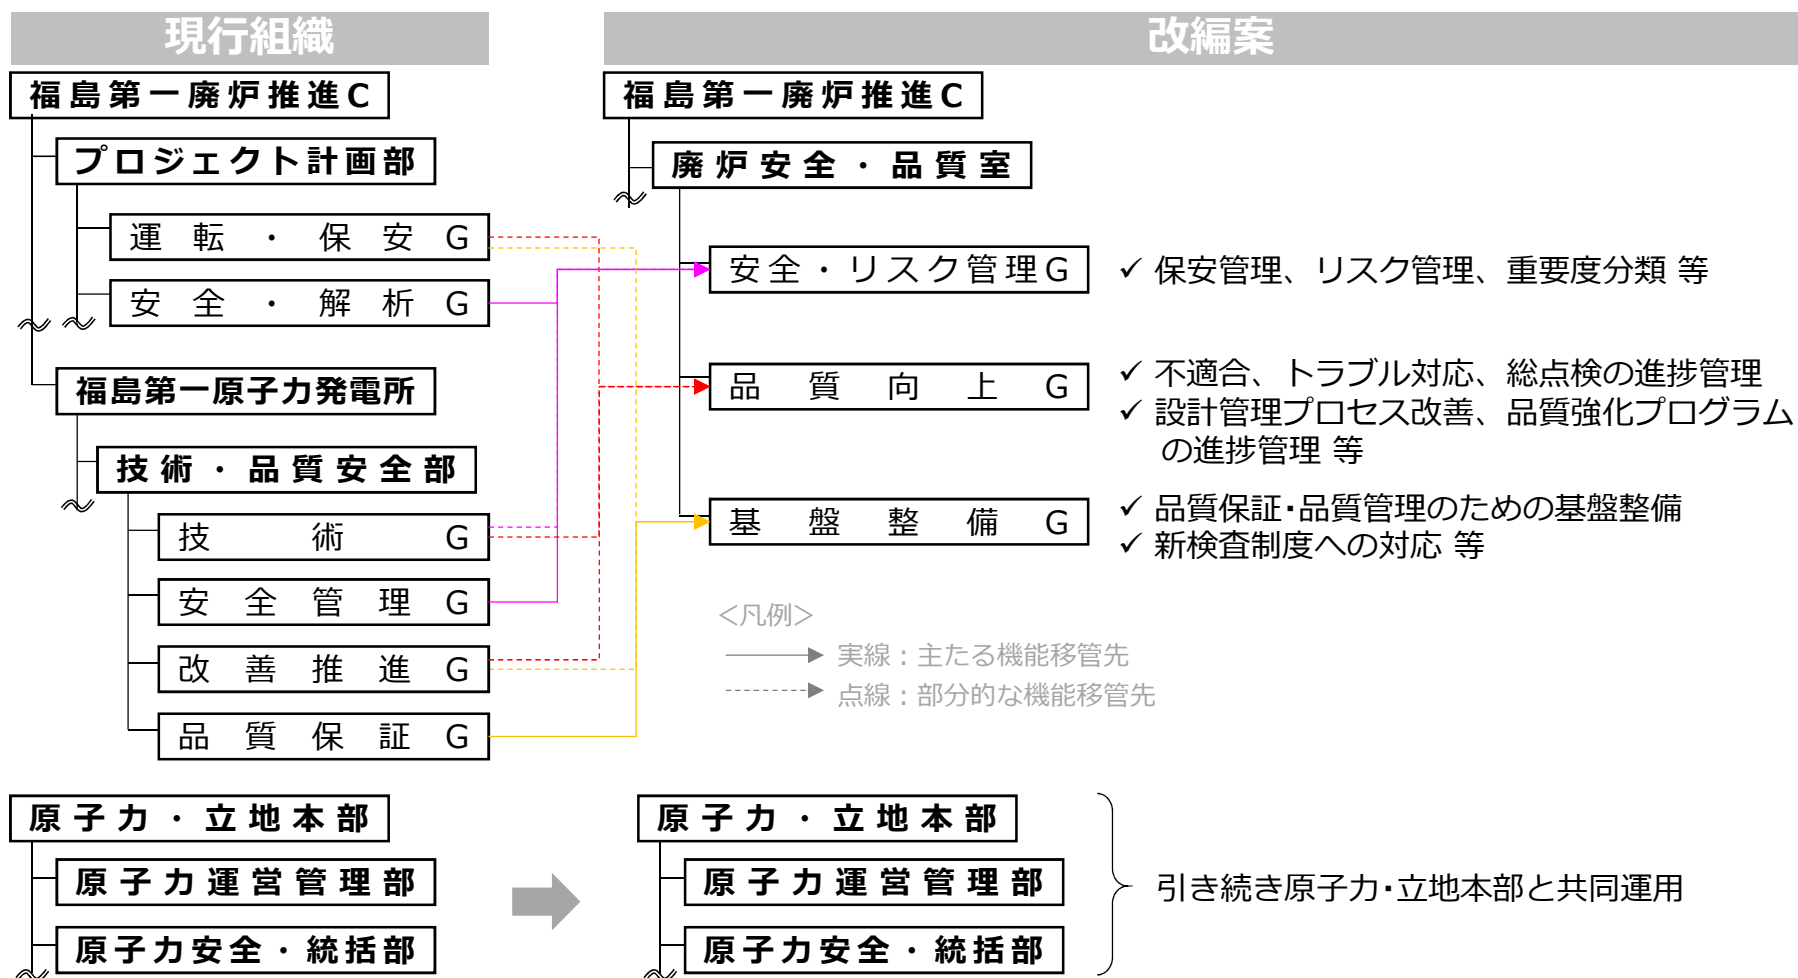 現行組織
福島第一廃炉推進C
プロジェクト計画部
運転・保安G
安全・解析G
福島第一原子力発電所
技術・品質安全部
技術G
安全管理G
改善推進G
品質保証G
原子力・立地本部
原子力運営管理部
原子力安全・統括部
改編案
福島第一廃炉推進C
廃炉安全・品質室
安全・リスク管理G
✓ 保安管理、リスク管理、重要度分類 等
品質向上G
✓ 不適合、トラブル対応、総点検の進捗管理
✓ 設計管理プロセス改善、品質強化プログラム
の進捗管理 等
基盤整備G
✓ 品質保証・品質管理のための基盤整備
✓ 新検査制度への対応 等
＜凡例＞
実線：主たる機能移管先
点線：部分的な機能移管先
原子力・立地本部
原子力運営管理部
原子力安全・統括部
引き続き原子力・立地本部と共同運用